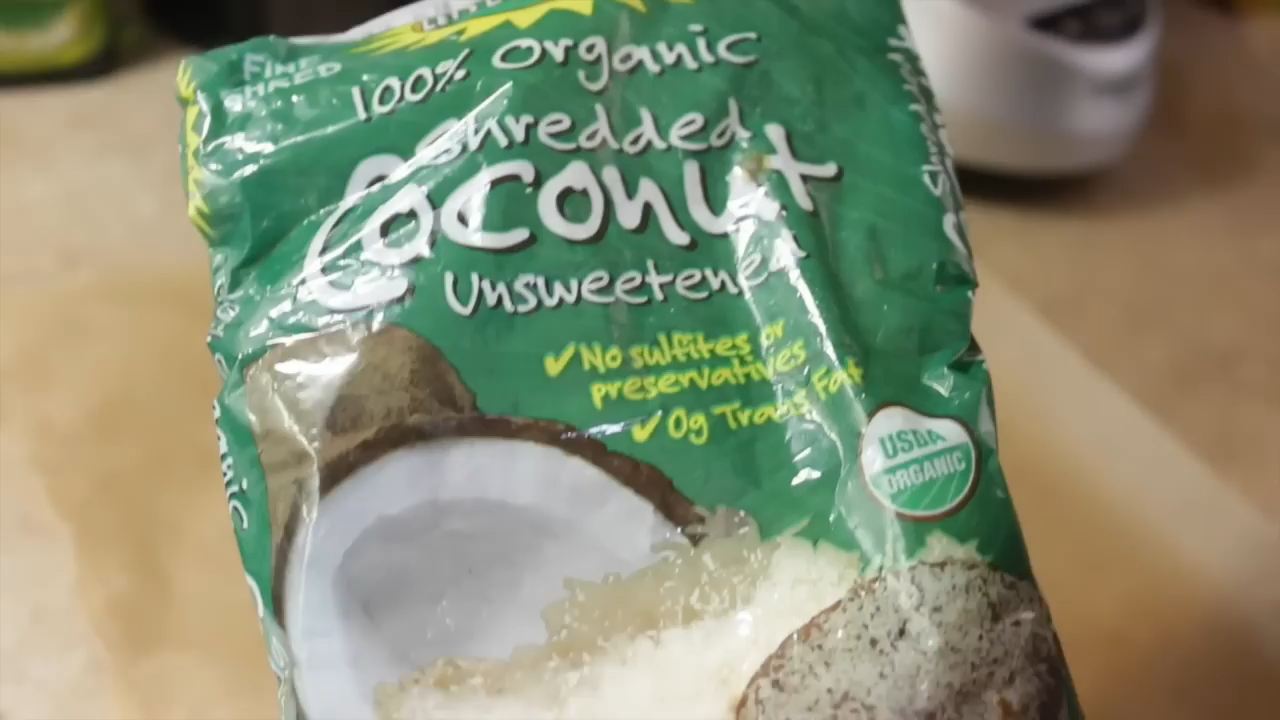 FINE
SHRED
100% Organic
Shredded
Coconut
Unsweetened
✓No sulfites or
preservatives
✓0g Trans Fat
USDA
ORGANIC